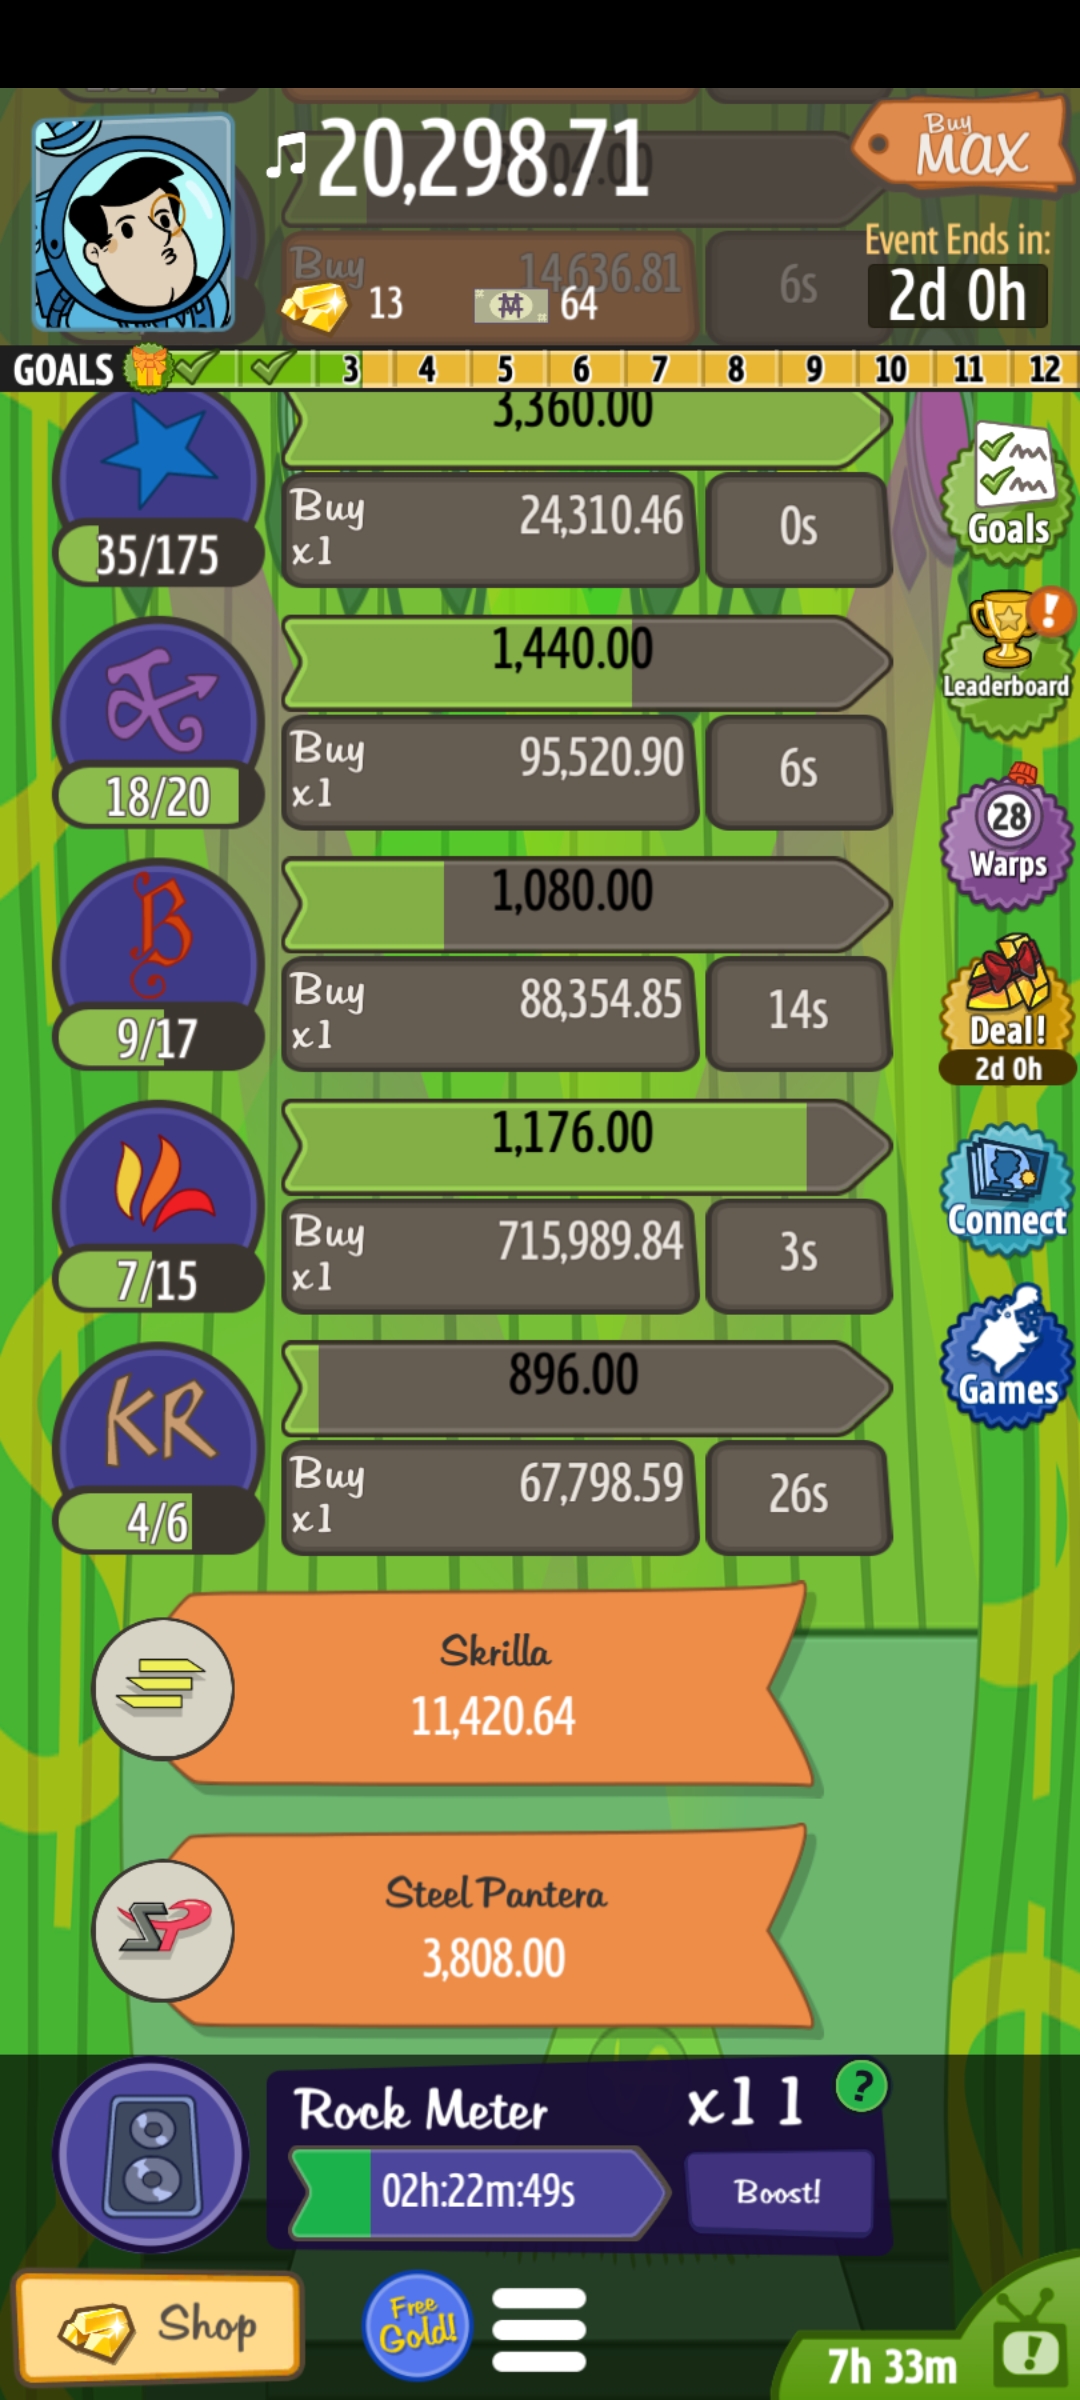 ♫20,298.71
Buy
MAX
Buy 14,636.81
6s
13
64
Event Ends in:
2d 0h
GOALS 3 4 5 6 7 8 9 10 11 12
3,360.00
35/175
Buy
x1
24,310.46
0s
Goals
1,440.00
18/20
Buy
x1
95,520.90
6s
Leaderboard
1,080.00
B
9/17
Buy
x1
88,354.85
14s
28
Warps
Deal!
2d 0h
1,176.00
7/15
Buy
x1
715,989.84
3s
Connect
896.00
KR
4/6
Buy
x1
67,798.59
26s
Games
Skrilla
11,420.64
SP
Steel Pantera
3,808.00
Rock Meter
x11
?
02h:22m:49s
Boost!
Shop
Free
Gold!
7h 33m
!